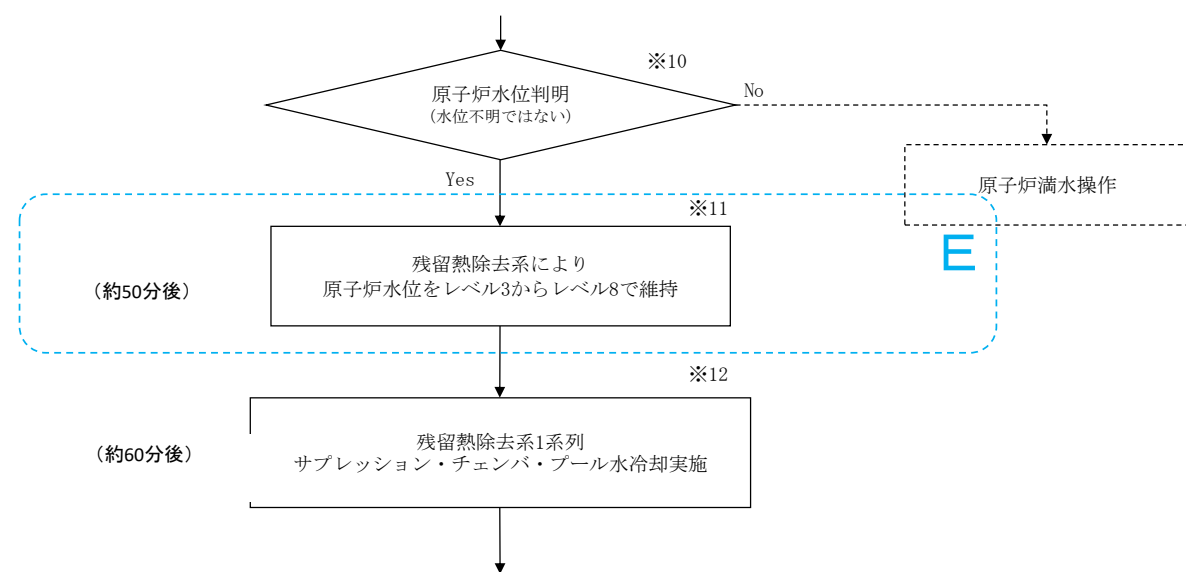 ※10
原子炉水位判明
(水位不明ではない)
No
Yes
原子炉満水操作
※11
E
残留熱除去系により
原子炉水位をレベル3からレベル8で維持
（約50分後）
※12
残留熱除去系1系列
サプレッション・チェンバ・プール水冷却実施
（約60分後）